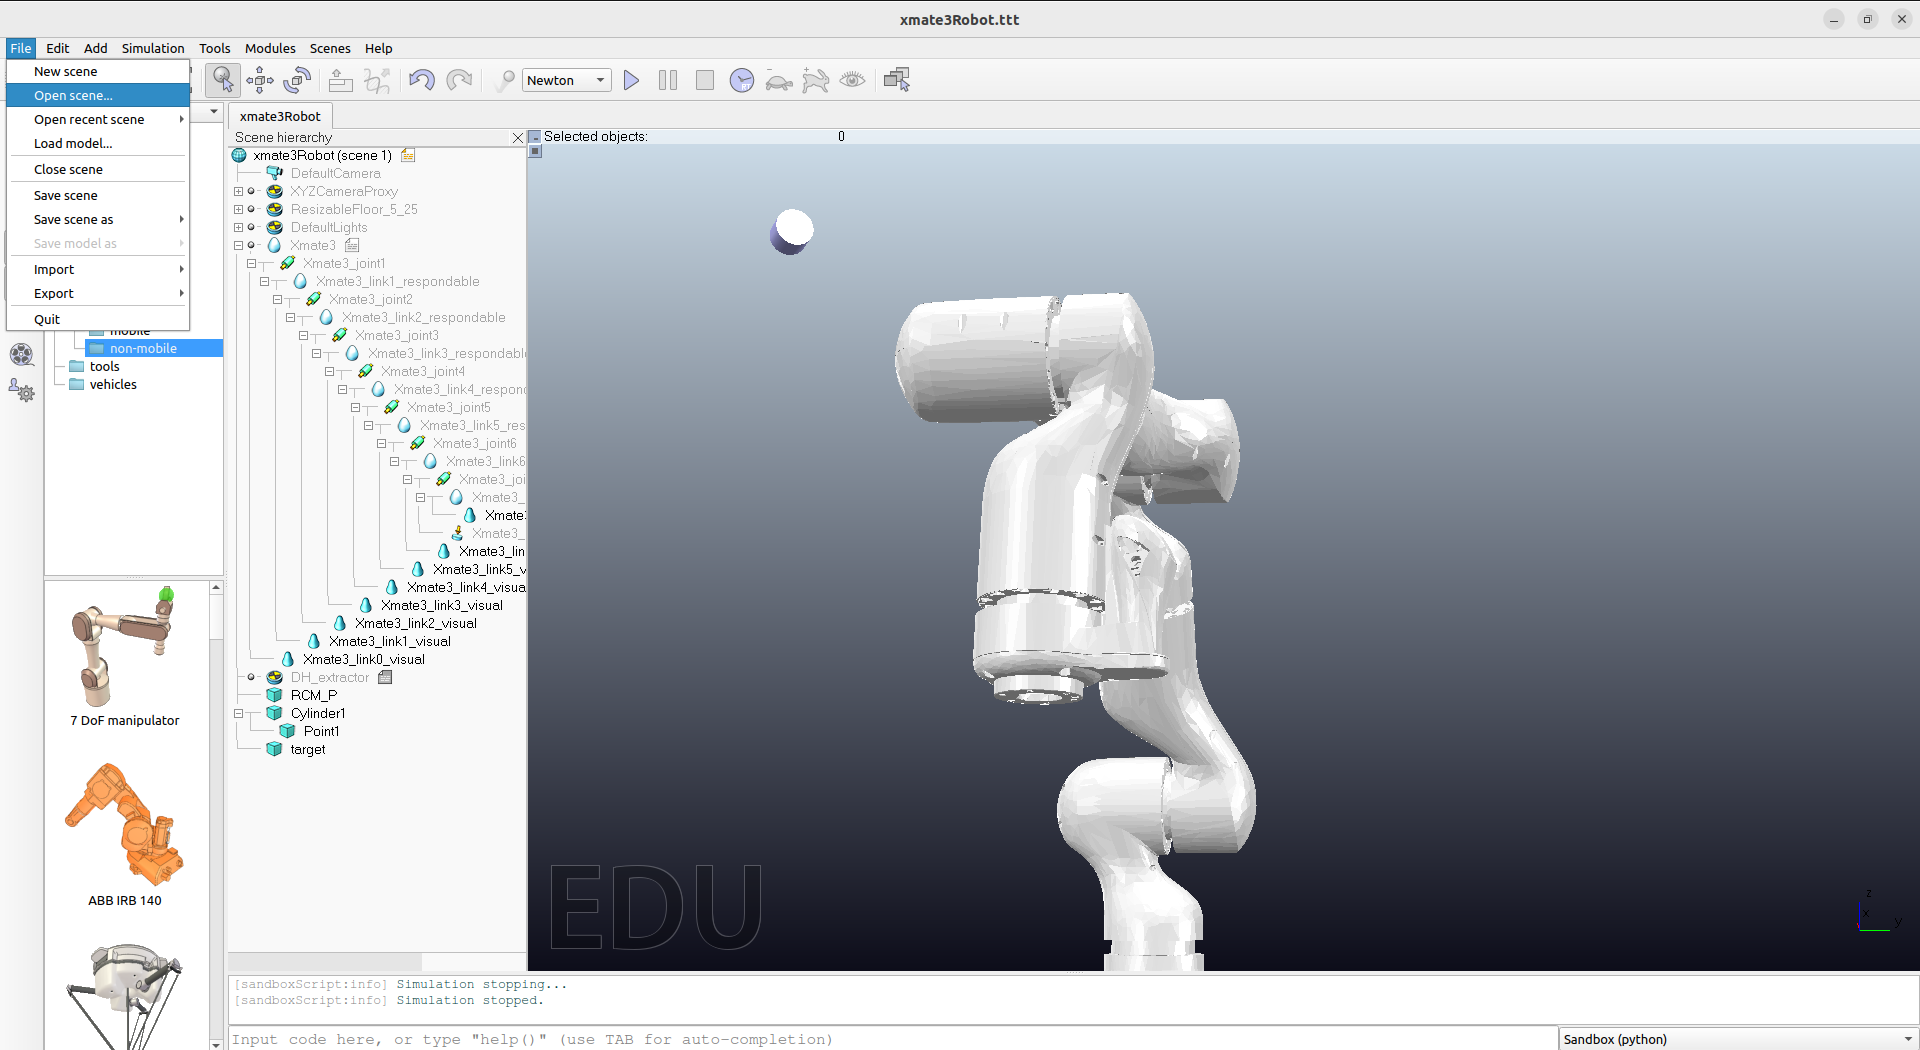 xmate3Robot.ttt
File Edit Add Simulation Tools Modules Scenes Help
New scene
Open scene...
Open recent scene
Load model...
Close scene
Save scene
Save scene as
Save model as
Import
Export
Quit
Newton
mobile
non-mobile
tools
vehicles
7 DoF manipulator
ABB IRB 140
xmate3Robot
Scene hierarchy
xmate3Robot (scene 1)
DefaultCamera
XYZCameraProxy
ResizableFloor_5_25
DefaultLights
Xmate3
Xmate3_joint1
Xmate3_link1_respondable
Xmate3_joint2
Xmate3_link2_respondable
Xmate3_joint3
Xmate3_link3_respondabl
Xmate3_joint4
Xmate3_link4_respon
Xmate3_joint5
Xmate3_link5_res
Xmate3_joint6
Xmate3_link6
Xmate3_joi
Xmate3_
Xmate3
Xmate3_
Xmate3_lin
Xmate3_link5_v
Xmate3_link4_visua
Xmate3_link3_visual
Xmate3_link2_visual
Xmate3_link1_visual
Xmate3_link0_visual
DH_extractor
RCM_P
Cylinder1
Point1
target
Selected objects: 0
EDU
z
x
y
[sandboxScript:info] Simulation stopping...
[sandboxScript:info] Simulation stopped.
Input code here, or type "help()" (use TAB for auto-completion)
Sandbox (python)